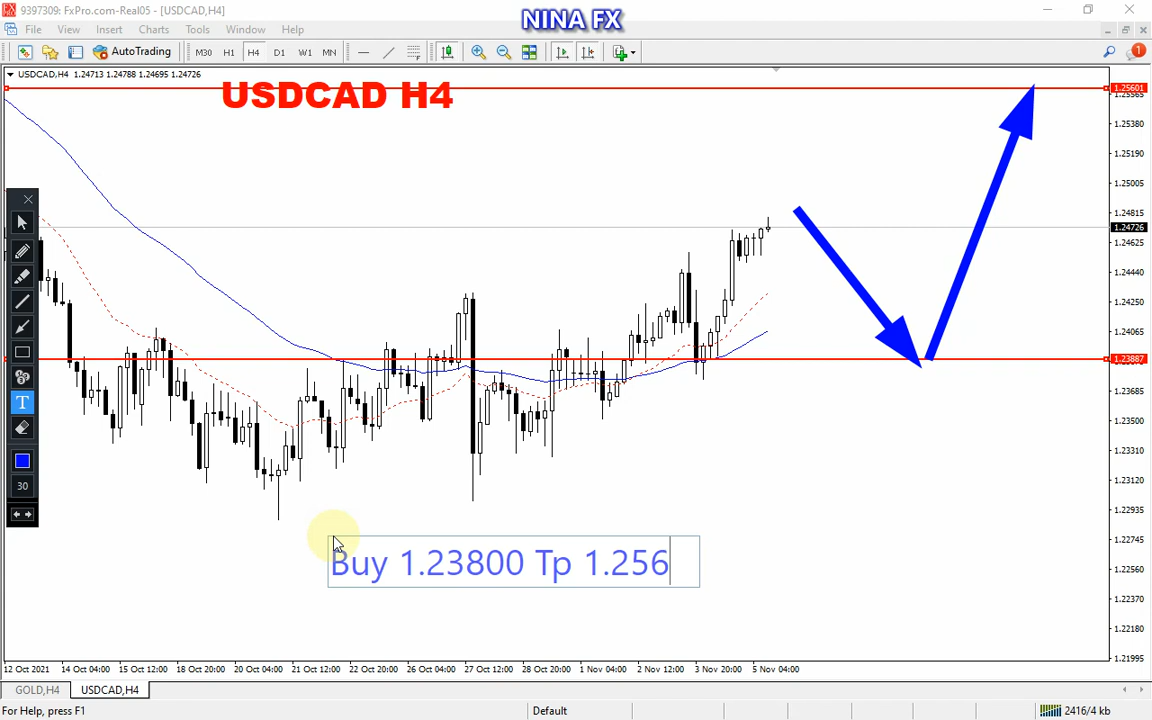 9397309: FxPro.com-Real05 - [USDCAD,H4]
NINA FX
File View Insert Charts Tools Window Help
AutoTrading M30 H1 H4 D1 W1 MN
1
USDCAD,H4 1.24713 1.24788 1.24695 1.24726
USDCAD H4
1.25601
1.25565
1.25380
1.25190
1.25005
1.24815
1.24726
1.24625
1.24440
1.24250
1.24065
1.23887
1.23685
1.23500
1.23310
1.23120
1.22935
1.22745
1.22560
1.22370
1.22180
1.21995
T
30
Buy 1.23800 Tp 1.256
12 Oct 2021 14 Oct 04:00 15 Oct 12:00 18 Oct 20:00 20 Oct 04:00 21 Oct 12:00 22 Oct 20:00 26 Oct 04:00 27 Oct 12:00 28 Oct 20:00 1 Nov 04:00 2 Nov 12:00 3 Nov 20:00 5 Nov 04:00
GOLD,H4 USDCAD,H4
For Help, press F1 Default 2416/4 kb